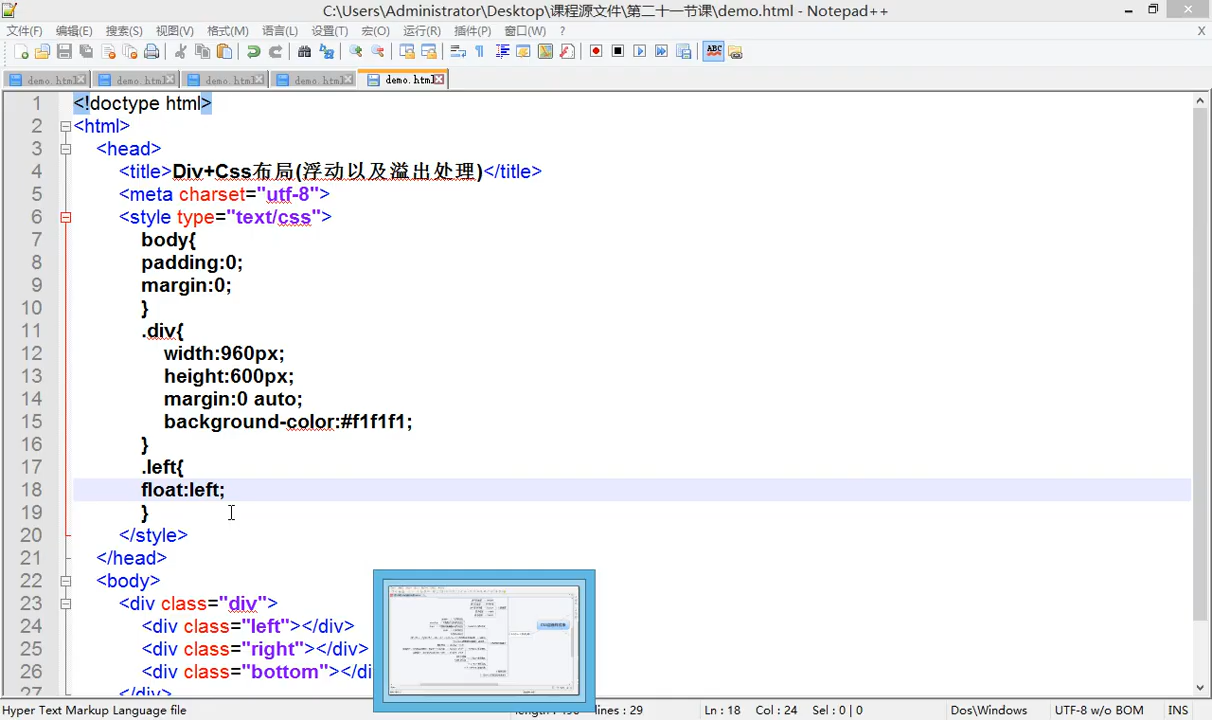 C:\Users\Administrator\Desktop\课程源文件\第二十一节课\demo.html - Notepad++
文件(F) 编辑(E) 搜索(S) 视图(V) 格式(M) 语言(L) 设置(T) 宏(O) 运行(R) 插件(P) 窗口(W) ? X
demo.html demo.html demo.html demo.html demo.html
1 <!doctype html>
2 <html>
3 <head>
4 <title>Div+Css布局(浮动以及溢出处理)</title>
5 <meta charset="utf-8">
6 <style type="text/css">
7 body{
8 padding:0;
9 margin:0;
10 }
11 .div{
12 width:960px;
13 height:600px;
14 margin:0 auto;
15 background-color:#f1f1f1;
16 }
17 .left{
18 float:left;
19 }
20 </style>
21 </head>
22 <body>
23 <div class="div">
24 <div class="left"></div>
25 <div class="right"></div>
26 <div class="bottom"></di
27 </div>
Hyper Text Markup Language file lines : 29 Ln : 18 Col : 24 Sel : 0 | 0 Dos\Windows UTF-8 w/o BOM INS